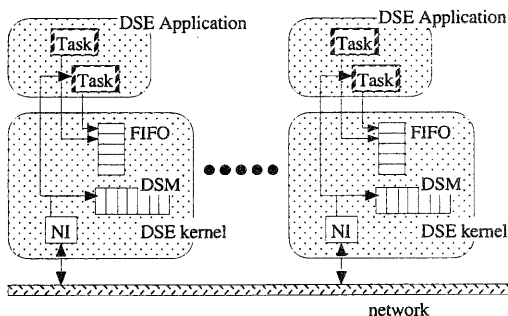 DSE Application
Task
Task
FIFO
DSM
NI
DSE kernel
DSE Application
Task
Task
FIFO
DSM
NI
DSE kernel
network